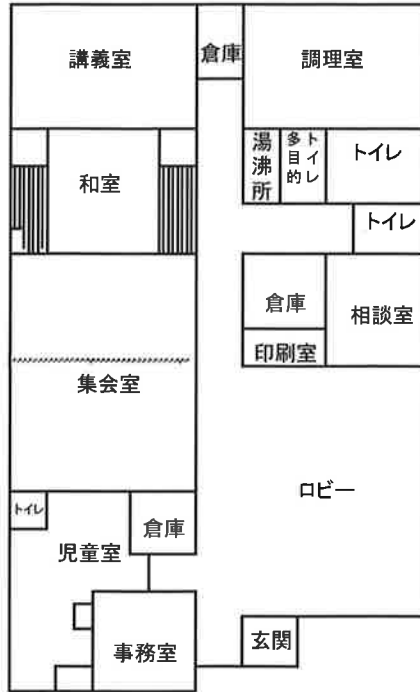 講義室
倉庫
調理室
湯沸所
多目的トイレ
トイレ
和室
トイレ
倉庫
相談室
印刷室
集会室
ロビー
トイレ
倉庫
児童室
事務室
玄関